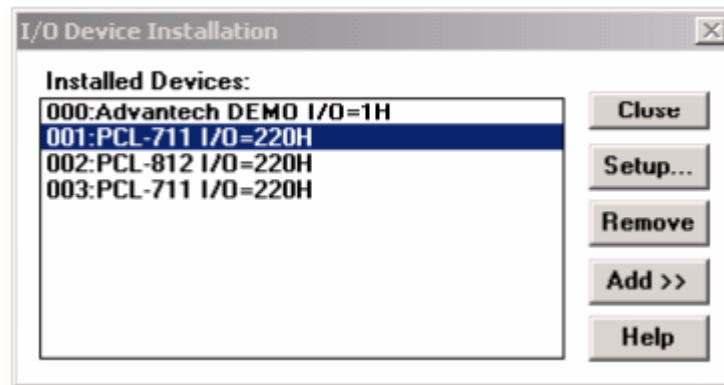 I/O Device Installation
Installed Devices:
000:Advantech DEMO I/O=1H
001:PCL-711 I/O=220H
002:PCL-812 I/O=220H
003:PCL-711 I/O=220H
Close
Setup...
Remove
Add >>
Help